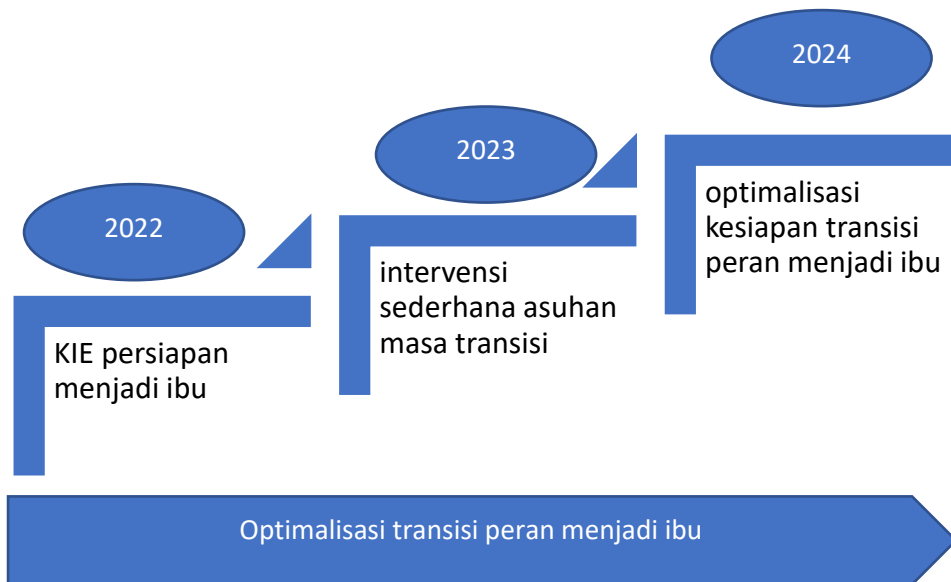 2022
KIE persiapan
menjadi ibu
2023
intervensi
sederhana asuhan
masa transisi
2024
optimalisasi
kesiapan transisi
peran menjadi ibu
Optimalisasi transisi peran menjadi ibu